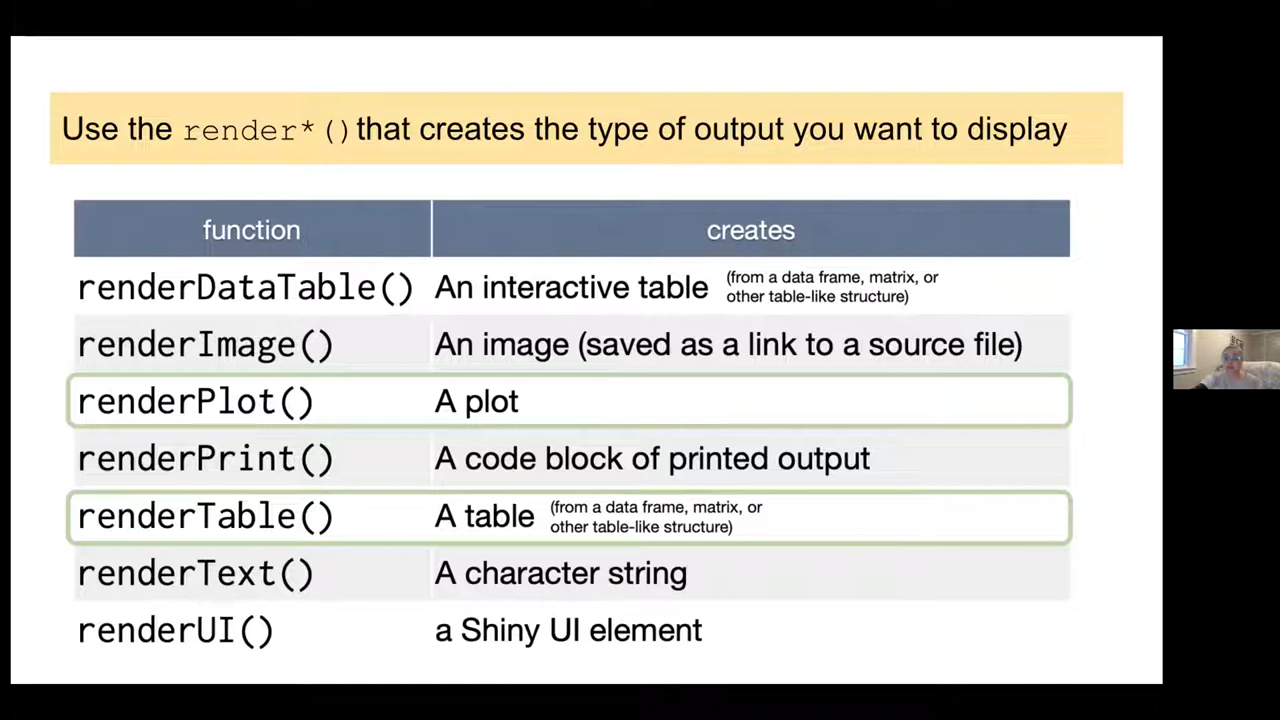 Use the render*() that creates the type of output you want to display
function creates
renderDataTable() An interactive table (from a data frame, matrix, or
other table-like structure)
renderImage() An image (saved as a link to a source file)
renderPlot() A plot
renderPrint() A code block of printed output
renderTable() A table (from a data frame, matrix, or
other table-like structure)
renderText() A character string
renderUI() a Shiny UI element